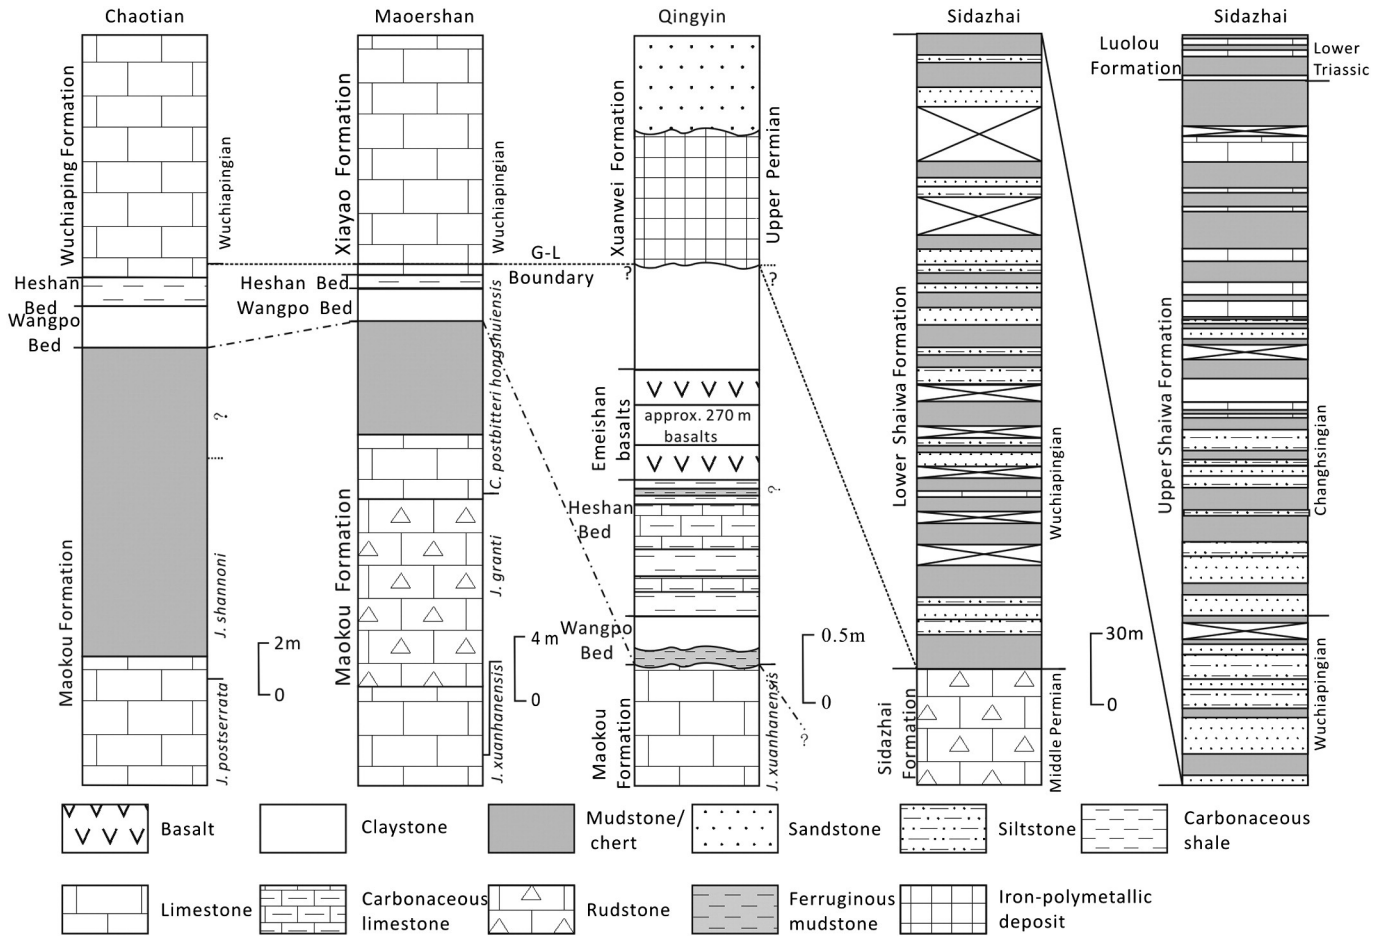 Chaotian
Maoershan
Qingyin
Sidazhai
Sidazhai
Wuchiaping Formation
Wuchiapingian
Heshan
Bed
Wangpo
Bed
Maokou Formation
?
J. shannoni
J. postserrata
2m
0
Xiayao Formation
Wuchiapingian
G-L
Boundary
Heshan Bed
Wangpo Bed
C. postbitteri hongshuiensis
Maokou Formation
J. granti
J. xuanhanensis
4 m
0
Xuanwei Formation
Upper Permian
?
?
Emeishan
basalts
approx. 270 m
basalts
?
Heshan
Bed
Wangpo
Bed
Maokou
Formation
J. xuanhanensis
?
0.5m
0
Lower Shaiwa Formation
Wuchiapingian
Sidazhai
Formation
Middle Permian
30m
0
Luolou
Formation
Lower
Triassic
Upper Shaiwa Formation
Changhsingian
Wuchiapingian
Basalt
Claystone
Mudstone/
chert
Sandstone
Siltstone
Carbonaceous
shale
Limestone
Carbonaceous
limestone
Rudstone
Ferruginous
mudstone
Iron-polymetallic
deposit